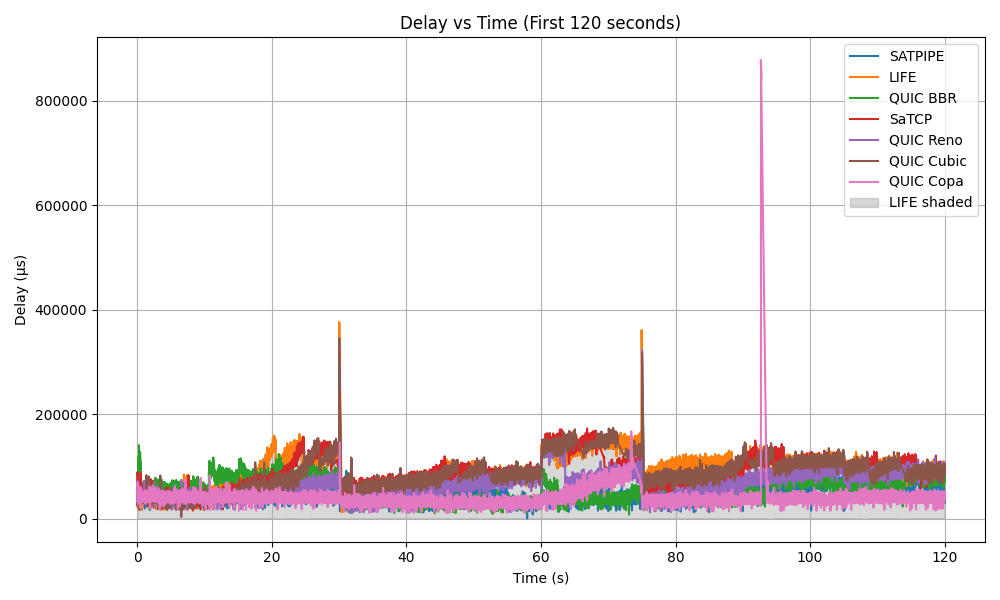 Delay vs Time (First 120 seconds)
SATPIPE
LIFE
QUIC BBR
SaTCP
QUIC Reno
QUIC Cubic
QUIC Copa
LIFE shaded
Delay (µs)
800000
600000
400000
200000
0
0 20 40 60 80 100 120
Time (s)